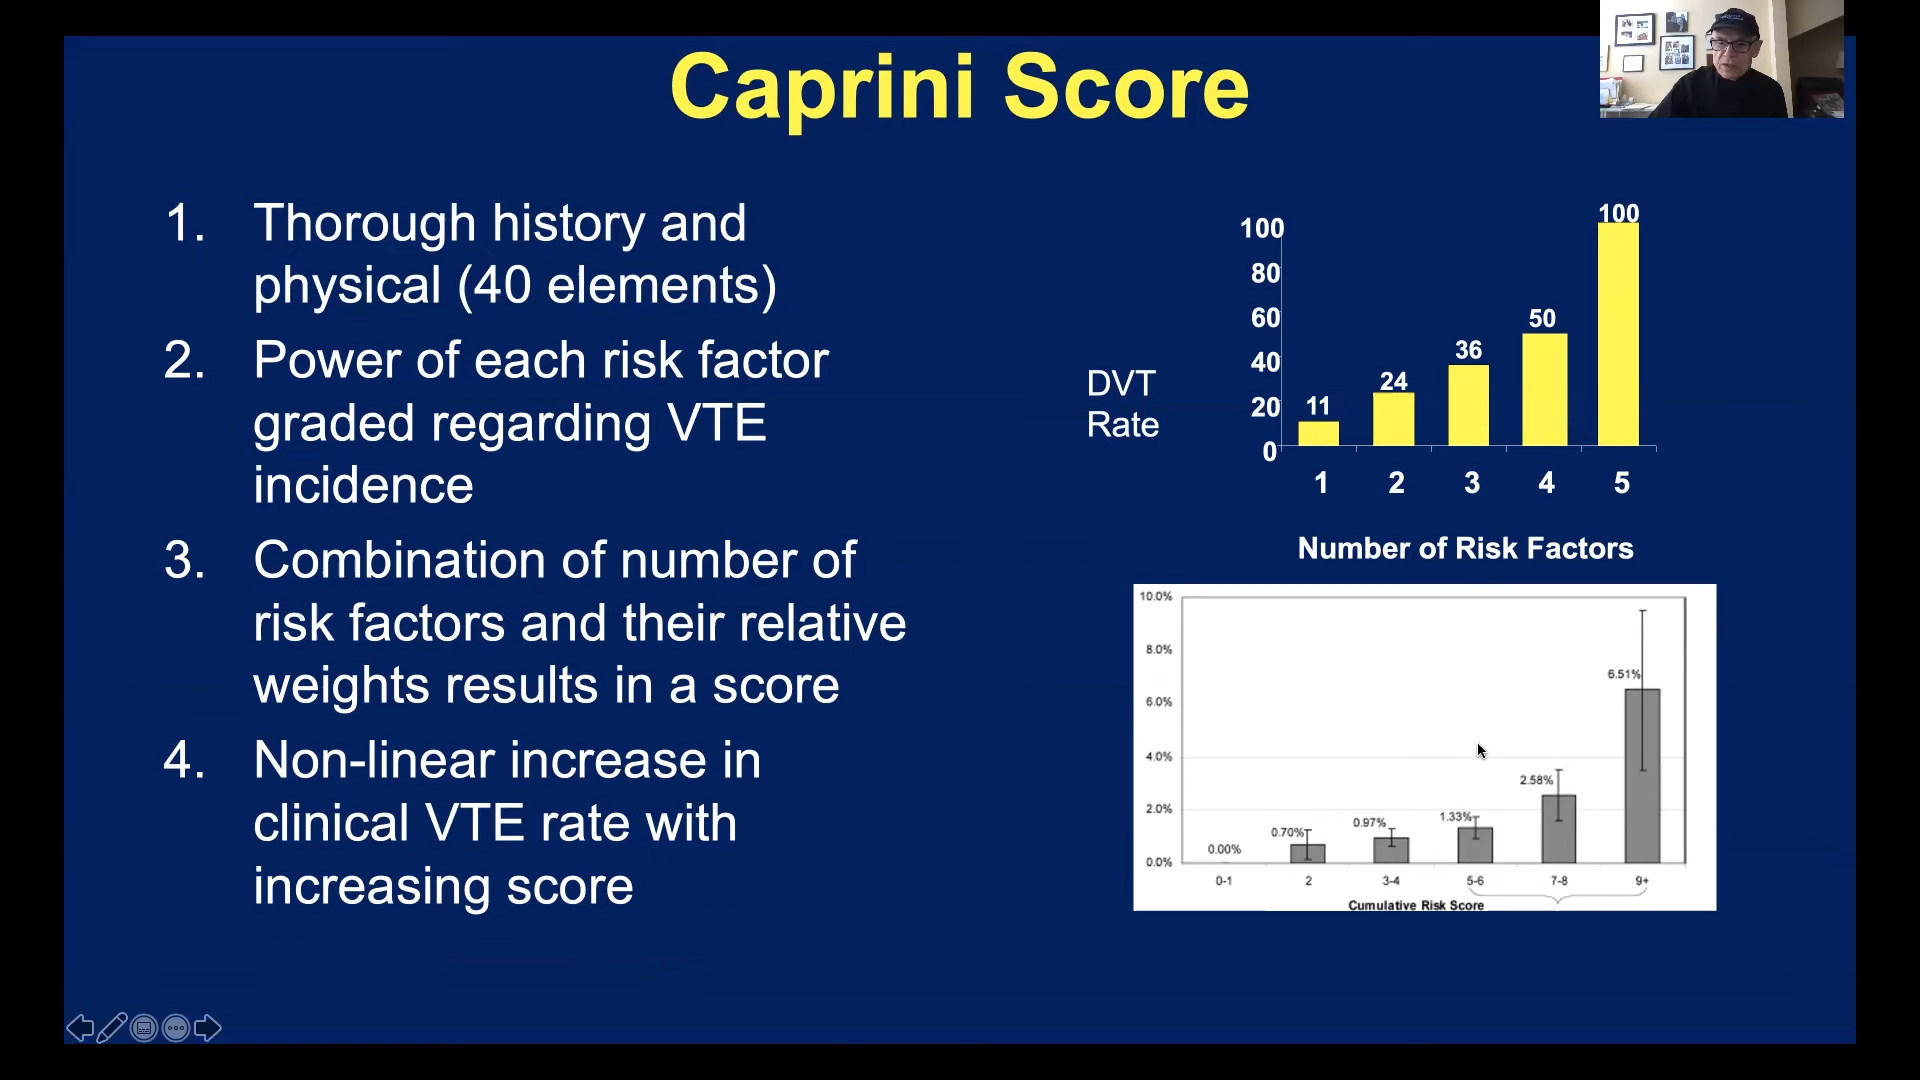 Caprini Score
1. Thorough history and
physical (40 elements)
2. Power of each risk factor
graded regarding VTE
incidence
3. Combination of number of
risk factors and their relative
weights results in a score
4. Non-linear increase in
clinical VTE rate with
increasing score
DVT
Rate
100
80
60
40
20
0
11
24
36
50
100
1 2 3 4 5
Number of Risk Factors
10.0%
8.0%
6.0%
4.0%
2.0%
0.0%
0.00%
0.70%
0.97%
1.33%
2.58%
6.51%
0-1 2 3-4 5-6 7-8 9+
Cumulative Risk Score